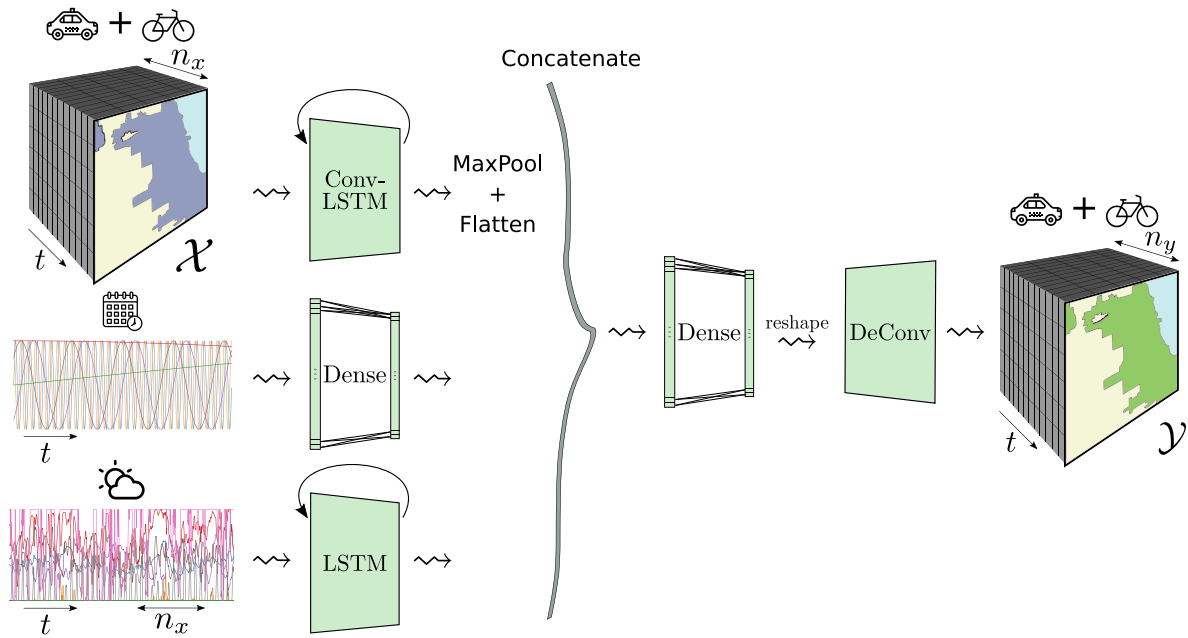 +
n_x
t
𝒳
Conv-
LSTM
MaxPool
+
Flatten
Concatenate
t
Dense
t
n_x
LSTM
Dense
reshape
DeConv
+
n_y
t
𝒴